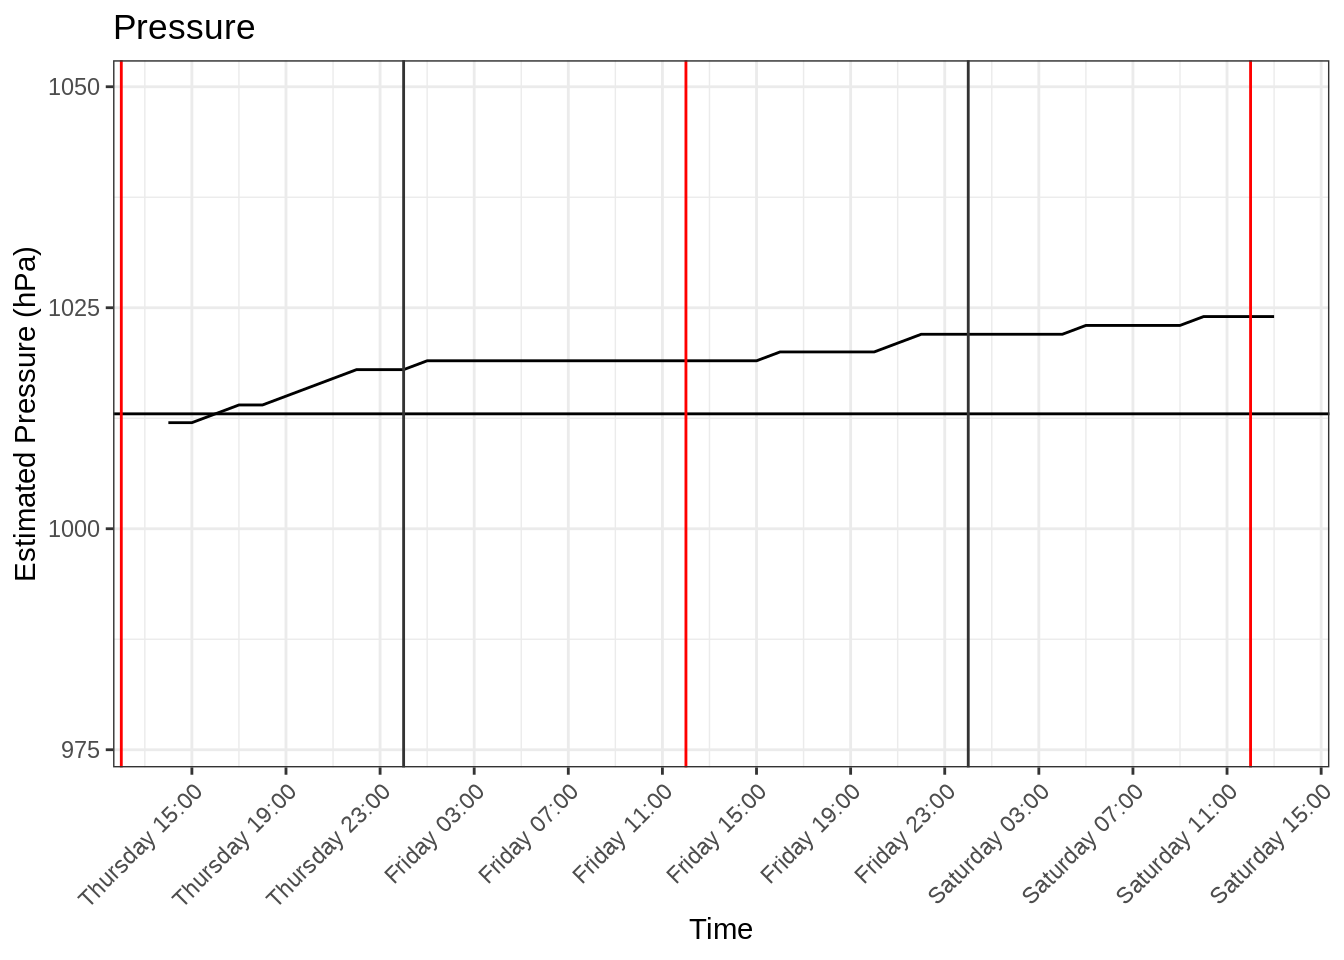 Pressure
Estimated Pressure (hPa)
1050
1025
1000
975
Thursday 15:00
Thursday 19:00
Thursday 23:00
Friday 03:00
Friday 07:00
Friday 11:00
Friday 15:00
Friday 19:00
Friday 23:00
Saturday 03:00
Saturday 07:00
Saturday 11:00
Saturday 15:00
Time